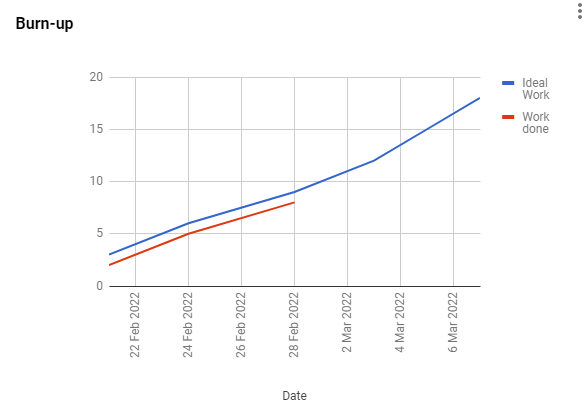 Burn-up
20
15
10
5
0
Ideal
Work
Work
done
22 Feb 2022
24 Feb 2022
26 Feb 2022
28 Feb 2022
2 Mar 2022
4 Mar 2022
6 Mar 2022
Date